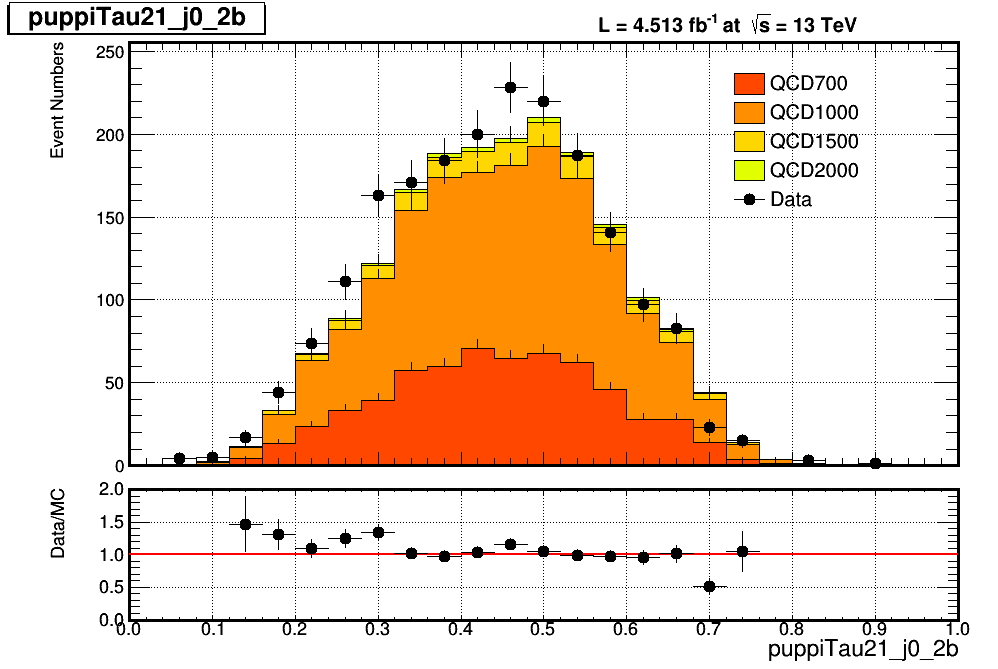 puppiTau21_j0_2b
L = 4.513 fb-1 at √s = 13 TeV
Event Numbers
250
200
150
100
50
0
QCD700
QCD1000
QCD1500
QCD2000
Data
Data/MC
2.0
1.5
1.0
0.5
0.0
0.0 0.1 0.2 0.3 0.4 0.5 0.6 0.7 0.8 0.9 1.0
puppiTau21_j0_2b